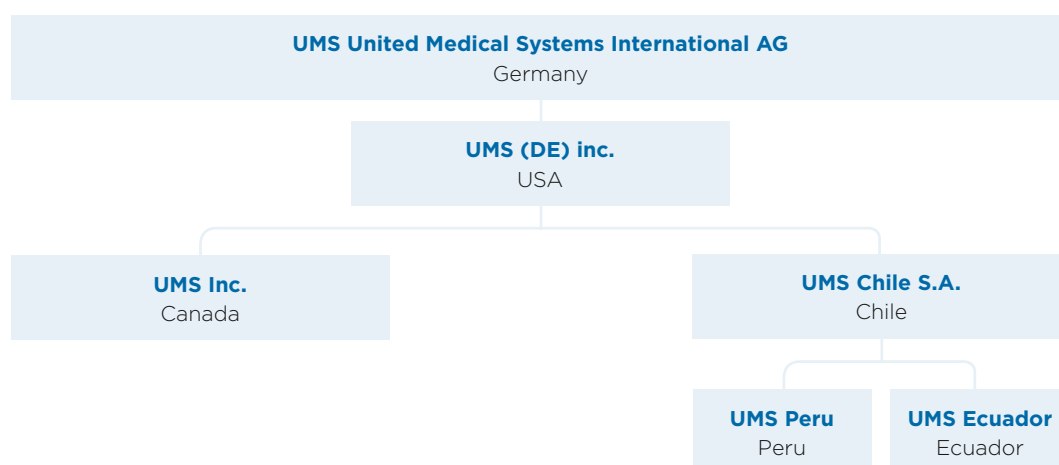 UMS United Medical Systems International AG
Germany
UMS (DE) inc.
USA
UMS Inc.
Canada
UMS Chile S.A.
Chile
UMS Peru
Peru
UMS Ecuador
Ecuador